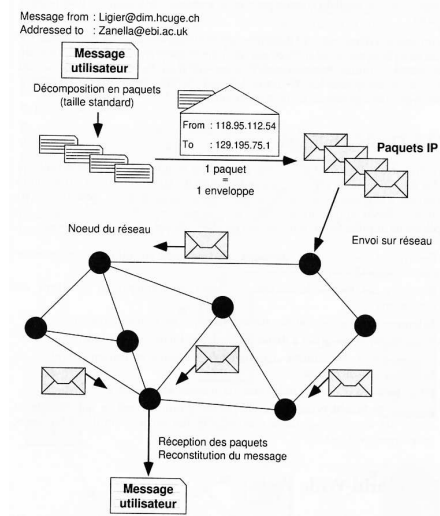 Message from : Ligier@dim.hcuge.ch
Addressed to : Zanella@ebi.ac.uk
Message
utilisateur
Décomposition en paquets
(taille standard)
From : 118.95.112.54
To : 129.195.75.1
1 paquet
=
1 enveloppe
Paquets IP
Noeud du réseau
Envoi sur réseau
Réception des paquets
Reconstitution du message
Message
utilisateur